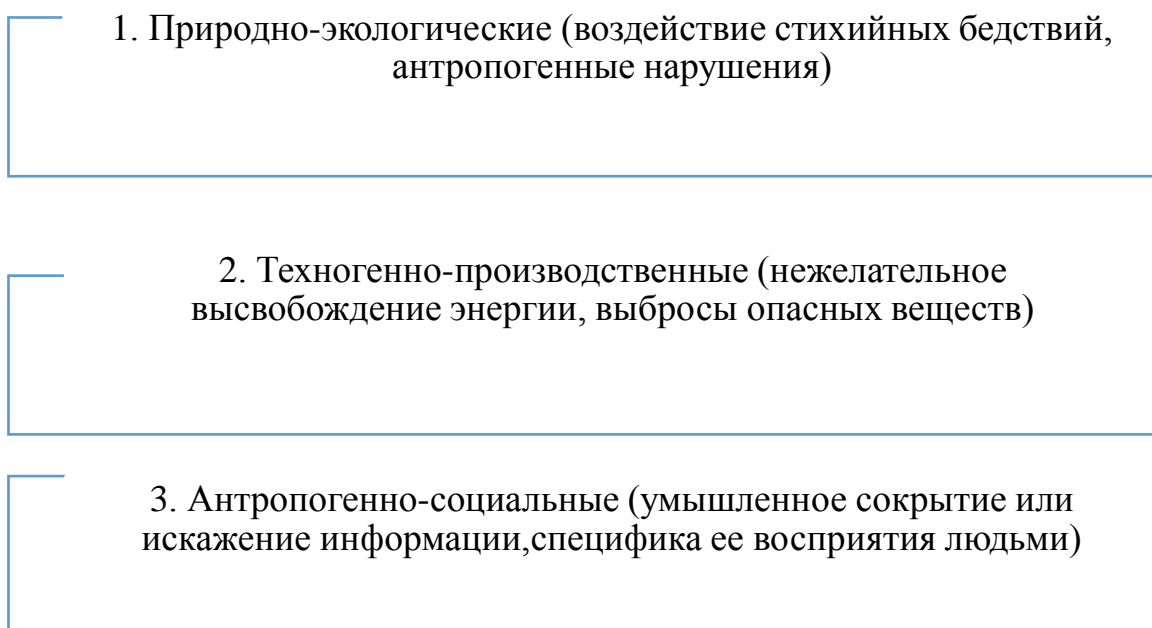 1. Природно-экологические (воздействие стихийных бедствий,
антропогенные нарушения)
2. Техногенно-производственные (нежелательное
высвобождение энергии, выбросы опасных веществ)
3. Антропогенно-социальные (умышленное сокрытие или
искажение информации,специфика ее восприятия людьми)